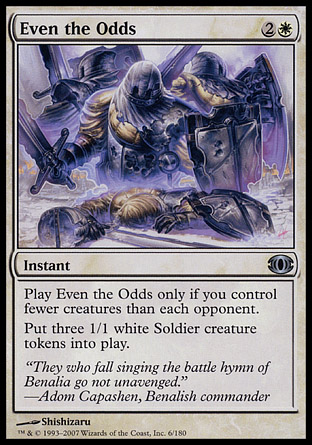 Even the Odds 2
Instant
Play Even the Odds only if you control
fewer creatures than each opponent.
Put three 1/1 white Soldier creature
tokens into play.
“They who fall singing the battle hymn of
Benalia go not unavenged.”
—Adom Capashen, Benalish commander
Shishizaru
™ & © 1993–2007 Wizards of the Coast, Inc. 6/180